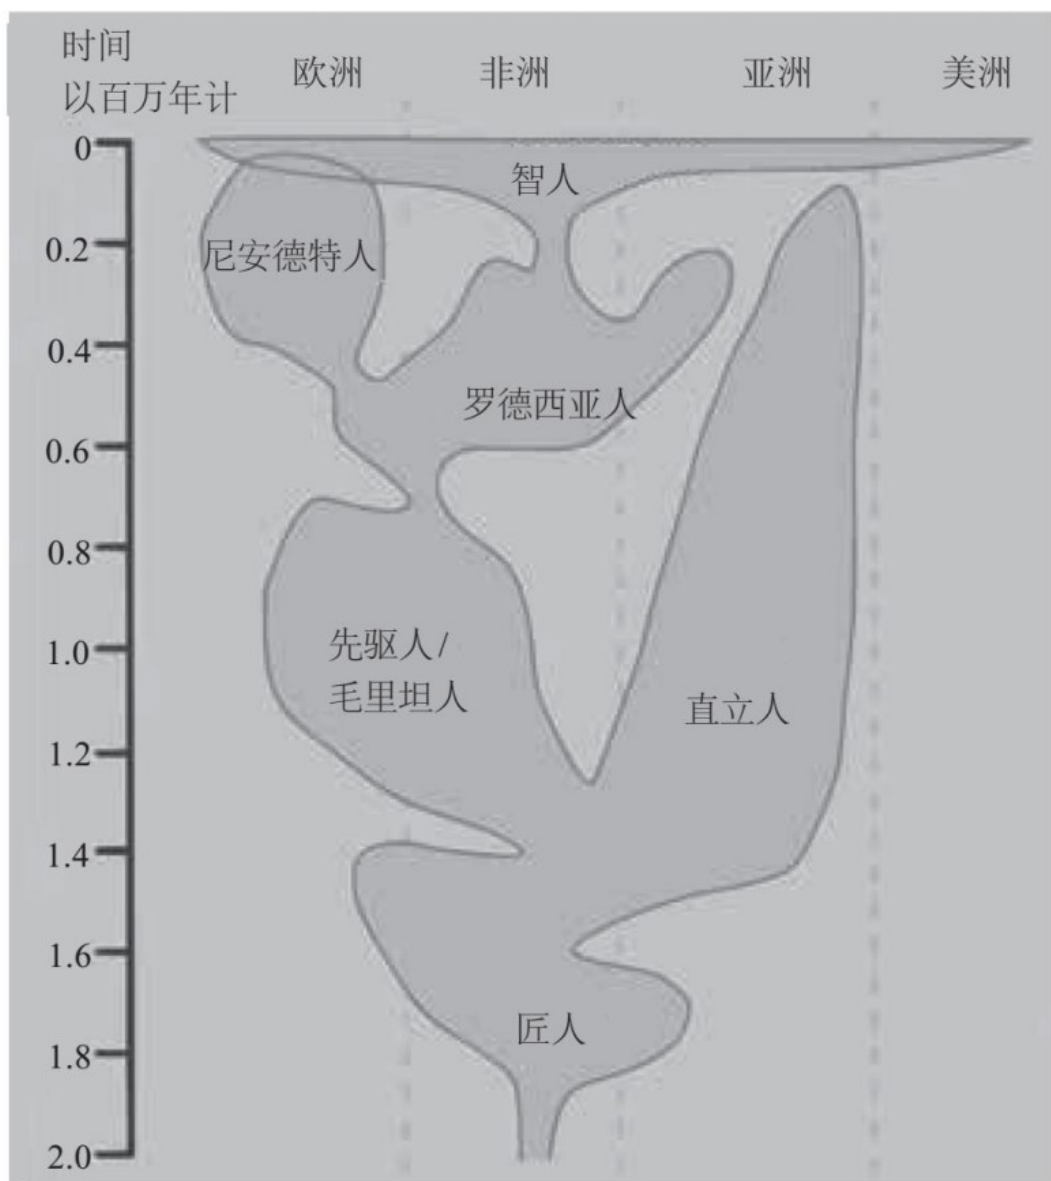 时间
以百万年计
欧洲
非洲
亚洲
美洲
0
智人
0.2
尼安德特人
0.4
罗德西亚人
0.6
0.8
1.0
先驱人/
毛里坦人
直立人
1.2
1.4
1.6
匠人
1.8
2.0